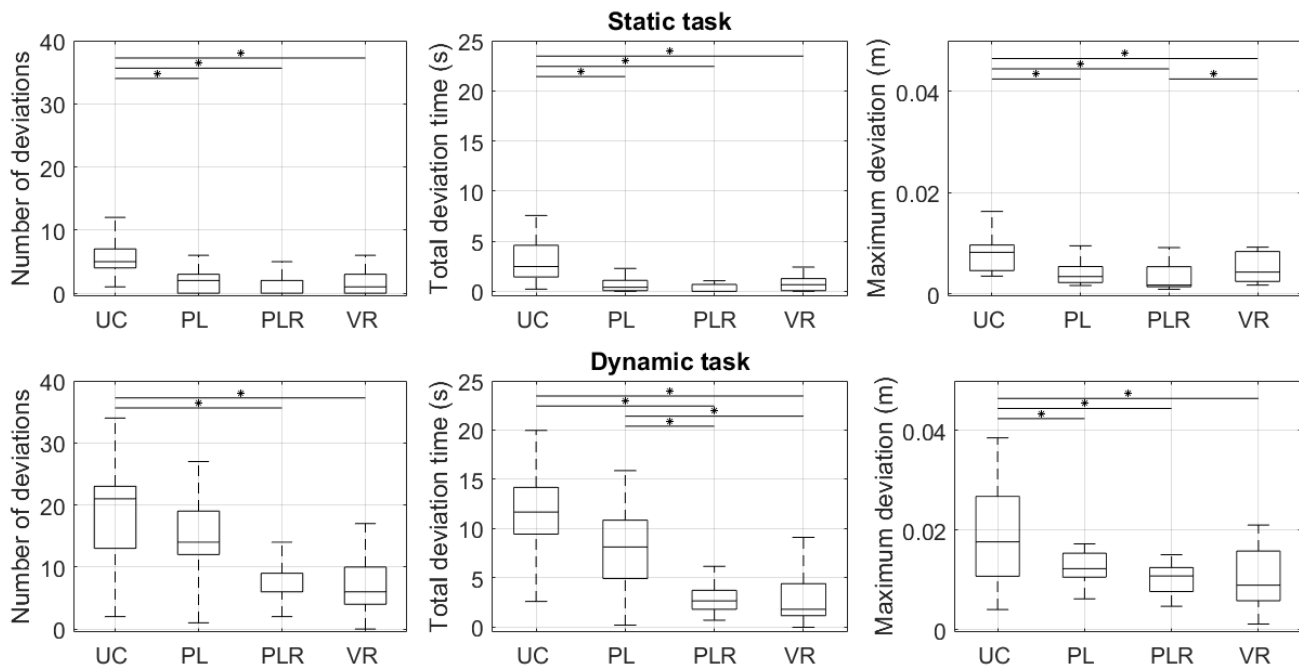 Static task
Number of deviations
40
30
20
10
0
UC PL PLR VR
* * *
Total deviation time (s)
25
20
15
10
5
0
UC PL PLR VR
* * *
Maximum deviation (m)
0.04
0.02
0
UC PL PLR VR
* * * *
Dynamic task
Number of deviations
40
30
20
10
0
UC PL PLR VR
* *
Total deviation time (s)
25
20
15
10
5
0
UC PL PLR VR
* * * *
Maximum deviation (m)
0.04
0.02
0
UC PL PLR VR
* * *